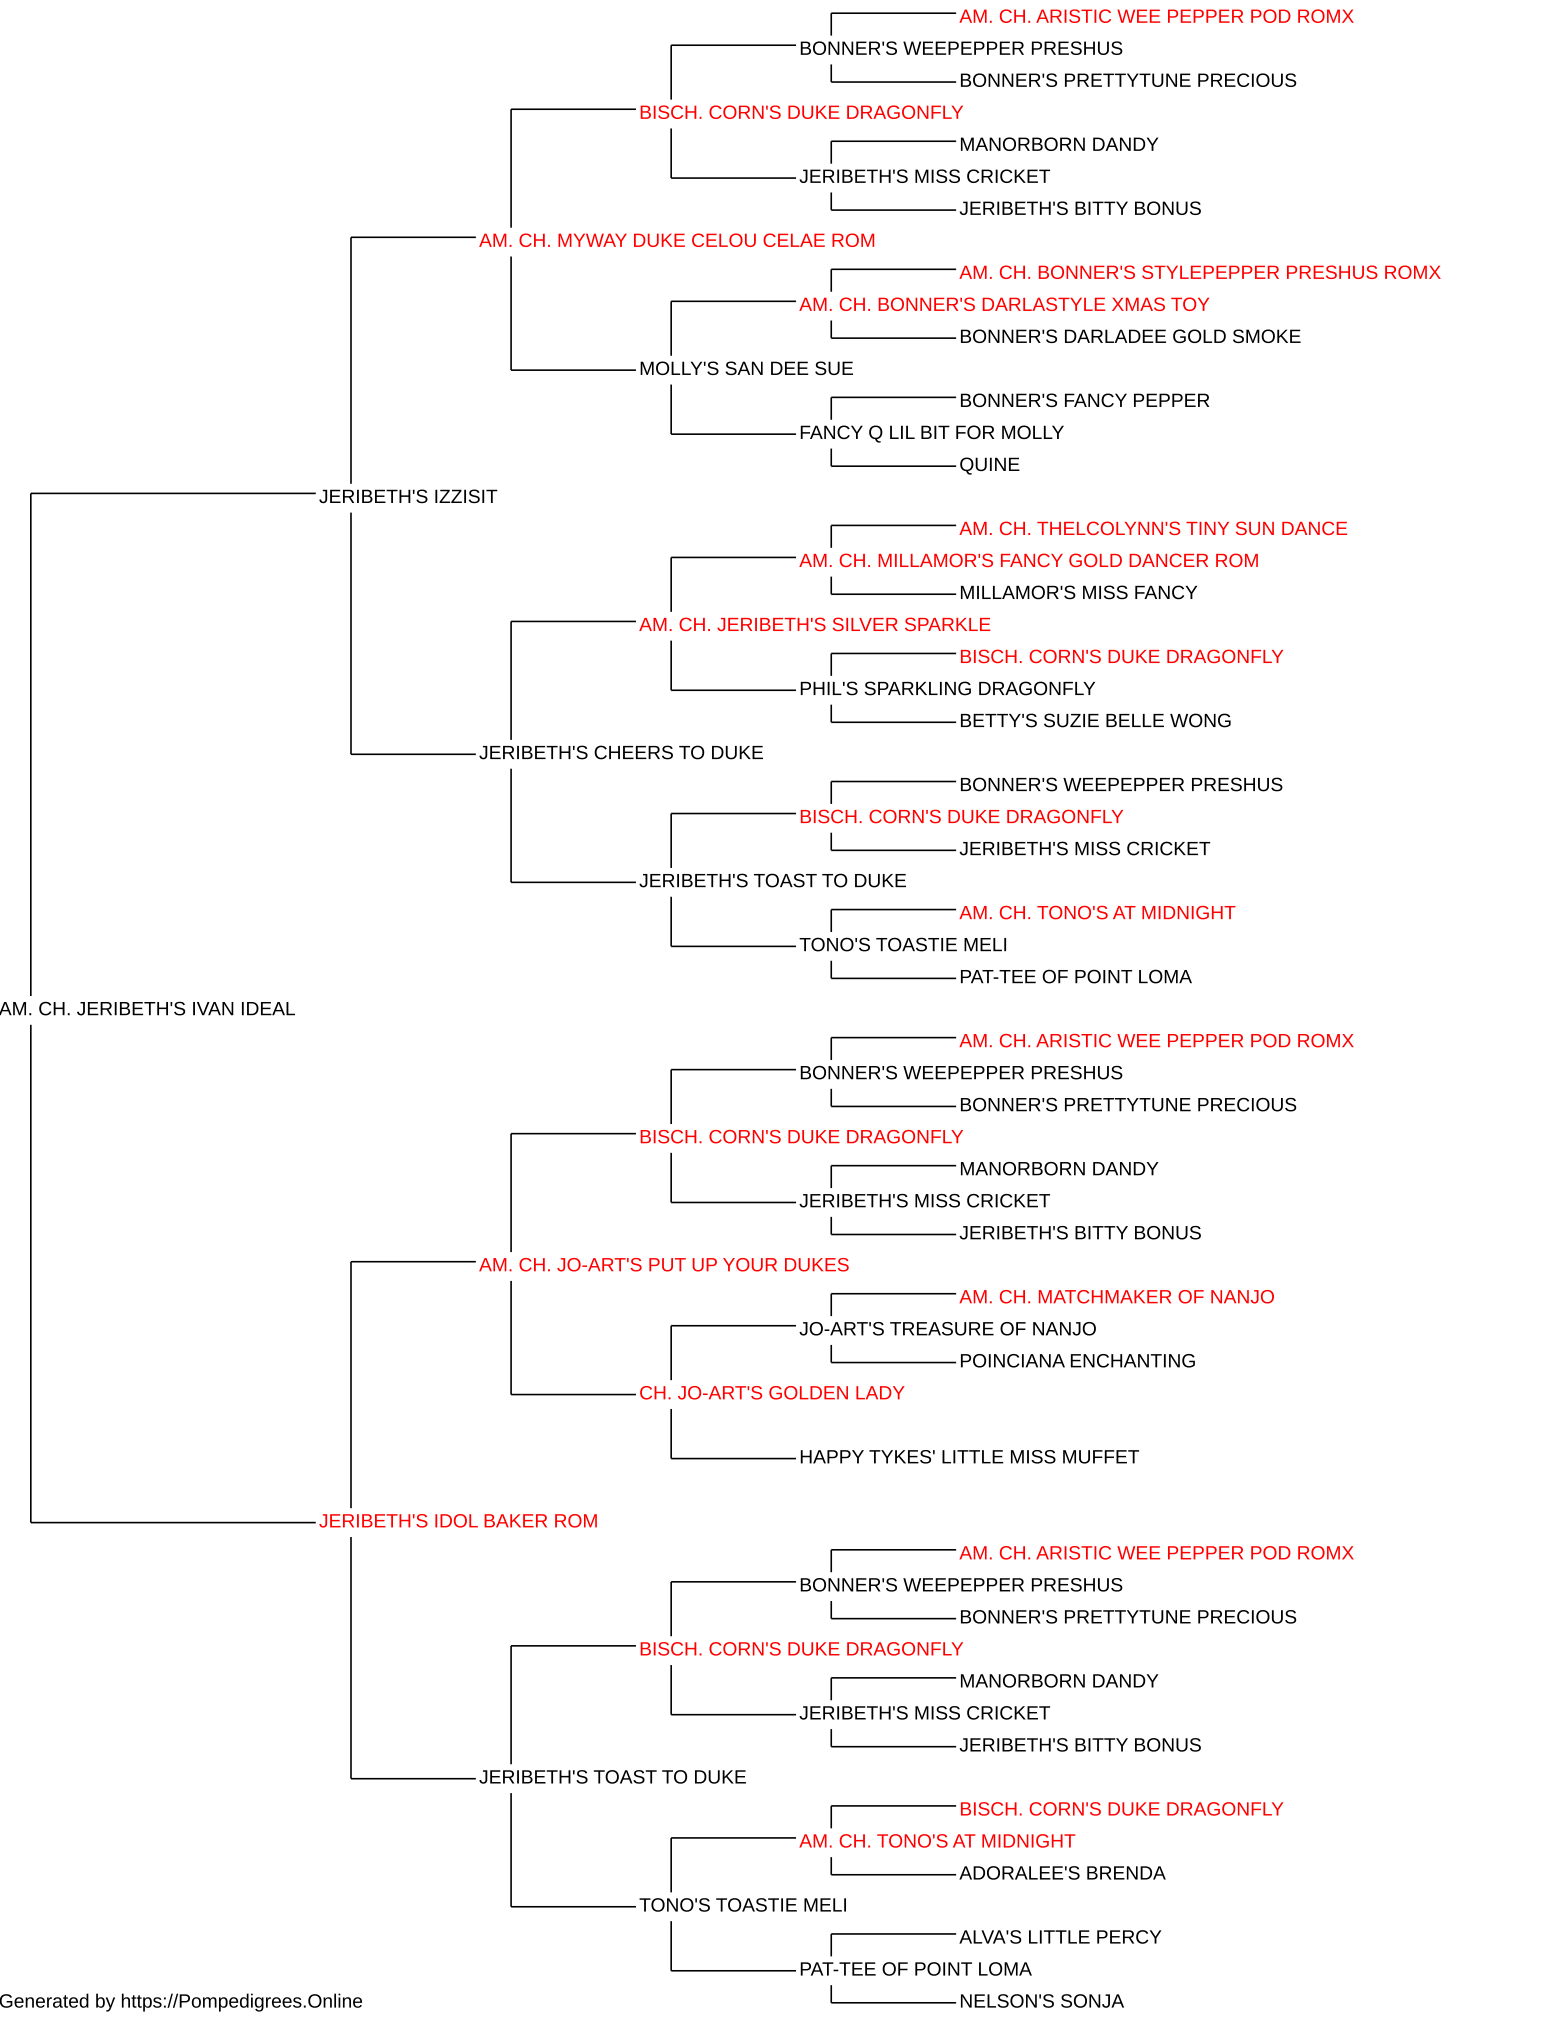 AM. CH. ARISTIC WEE PEPPER POD ROMX
BONNER'S WEEPEPPER PRESHUS
BONNER'S PRETTYTUNE PRECIOUS
BISCH. CORN'S DUKE DRAGONFLY
MANORBORN DANDY
JERIBETH'S MISS CRICKET
JERIBETH'S BITTY BONUS
AM. CH. MYWAY DUKE CELOU CELAE ROM
AM. CH. BONNER'S STYLEPEPPER PRESHUS ROMX
AM. CH. BONNER'S DARLASTYLE XMAS TOY
BONNER'S DARLADEE GOLD SMOKE
MOLLY'S SAN DEE SUE
BONNER'S FANCY PEPPER
FANCY Q LIL BIT FOR MOLLY
QUINE
JERIBETH'S IZZISIT
AM. CH. THELCOLYNN'S TINY SUN DANCE
AM. CH. MILLAMOR'S FANCY GOLD DANCER ROM
MILLAMOR'S MISS FANCY
AM. CH. JERIBETH'S SILVER SPARKLE
BISCH. CORN'S DUKE DRAGONFLY
PHIL'S SPARKLING DRAGONFLY
BETTY'S SUZIE BELLE WONG
JERIBETH'S CHEERS TO DUKE
BONNER'S WEEPEPPER PRESHUS
BISCH. CORN'S DUKE DRAGONFLY
JERIBETH'S MISS CRICKET
JERIBETH'S TOAST TO DUKE
AM. CH. TONO'S AT MIDNIGHT
TONO'S TOASTIE MELI
PAT-TEE OF POINT LOMA
AM. CH. JERIBETH'S IVAN IDEAL
AM. CH. ARISTIC WEE PEPPER POD ROMX
BONNER'S WEEPEPPER PRESHUS
BONNER'S PRETTYTUNE PRECIOUS
BISCH. CORN'S DUKE DRAGONFLY
MANORBORN DANDY
JERIBETH'S MISS CRICKET
JERIBETH'S BITTY BONUS
AM. CH. JO-ART'S PUT UP YOUR DUKES
AM. CH. MATCHMAKER OF NANJO
JO-ART'S TREASURE OF NANJO
POINCIANA ENCHANTING
CH. JO-ART'S GOLDEN LADY
HAPPY TYKES' LITTLE MISS MUFFET
JERIBETH'S IDOL BAKER ROM
AM. CH. ARISTIC WEE PEPPER POD ROMX
BONNER'S WEEPEPPER PRESHUS
BONNER'S PRETTYTUNE PRECIOUS
BISCH. CORN'S DUKE DRAGONFLY
MANORBORN DANDY
JERIBETH'S MISS CRICKET
JERIBETH'S BITTY BONUS
JERIBETH'S TOAST TO DUKE
BISCH. CORN'S DUKE DRAGONFLY
AM. CH. TONO'S AT MIDNIGHT
ADORALEE'S BRENDA
TONO'S TOASTIE MELI
ALVA'S LITTLE PERCY
PAT-TEE OF POINT LOMA
NELSON'S SONJA
Generated by https://Pompedigrees.Online